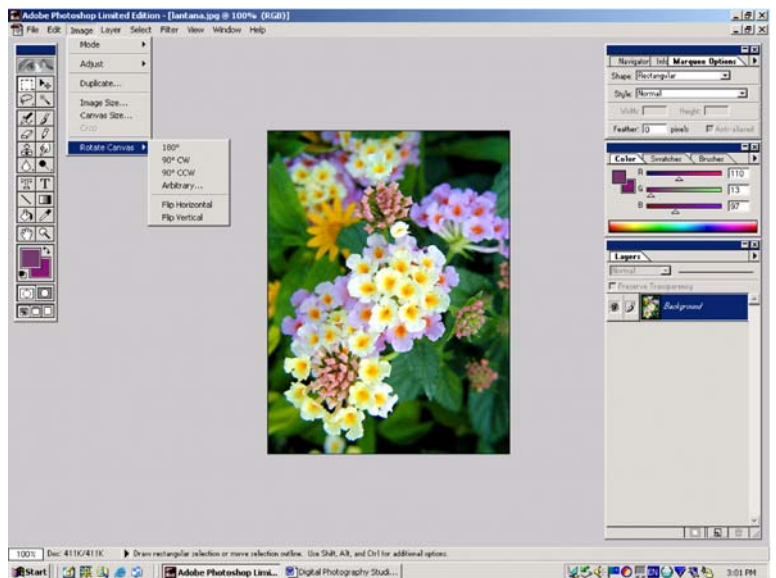 Adobe Photoshop Limited Edition - [lantana.jpg @ 100% (RGB)]
File Edit Image Layer Select Filter View Window Help
Mode
Adjust
Duplicate...
Image Size...
Canvas Size...
Crop
Rotate Canvas
180°
90° CW
90° CCW
Arbitrary...
Flip Horizontal
Flip Vertical
Navigator Info Marquee Options
Shape: Rectangular
Style: Normal
Width: Height:
Feather: 0 pixels Anti-aliased
Color Swatches Brushes
R 110
G 13
B 97
Layers
Normal
Preserve Transparency
Background
100% Doc: 411K/411K Draw rectangular selection or move selection outline. Use Shift, Alt, and Ctrl for additional options.
Start Adobe Photoshop Limi... Digital Photography Studi... EN 3:01 PM